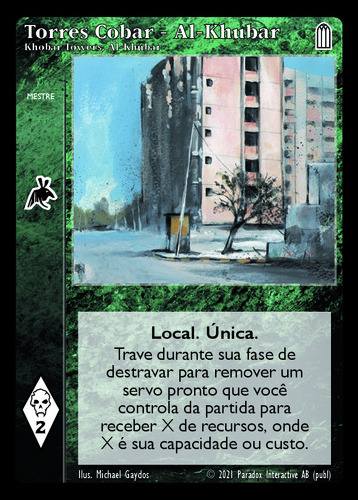 Torres Cobar - Al-Khubar
Khobar Towers, Al-Khubar
MESTRE
Local. Única.
Trave durante sua fase de
destravar para remover um
servo pronto que você
controla da partida para
receber X de recursos, onde
X é sua capacidade ou custo.
2
Ilus. Michael Gaydos © 2021 Paradox Interactive AB (publ)